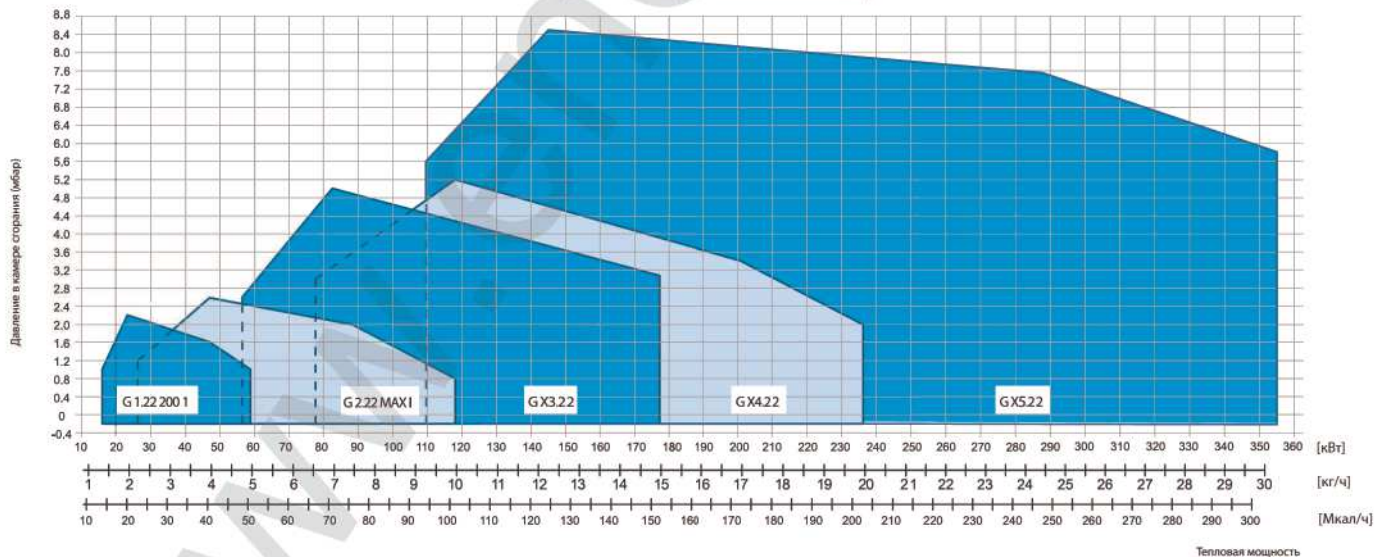 8.8
8.4
8.0
7.6
7.2
6.8
6.4
6.0
5.6
5.2
4.8
4.4
4.0
3.6
3.2
2.8
2.4
2.0
1.6
1.2
0.8
0.4
0
-0.4
Давление в камере сгорания (мбар)
G 1.22 200 1
G 2.22 MAX I
G X3.22
G X4.22
G X5.22
10 20 30 40 50 60 70 80 90 100 110 120 130 140 150 160 170 180 190 200 210 220 230 240 250 260 270 280 290 300 310 320 330 340 350 360 [кВт]
1 2 3 4 5 6 7 8 9 10 11 12 13 14 15 16 17 18 19 20 21 22 23 24 25 26 27 28 29 30 [кг/ч]
10 20 30 40 50 60 70 80 90 100 110 120 130 140 150 160 170 180 190 200 210 220 230 240 250 260 270 280 290 300 [Мкал/ч]
Тепловая мощность